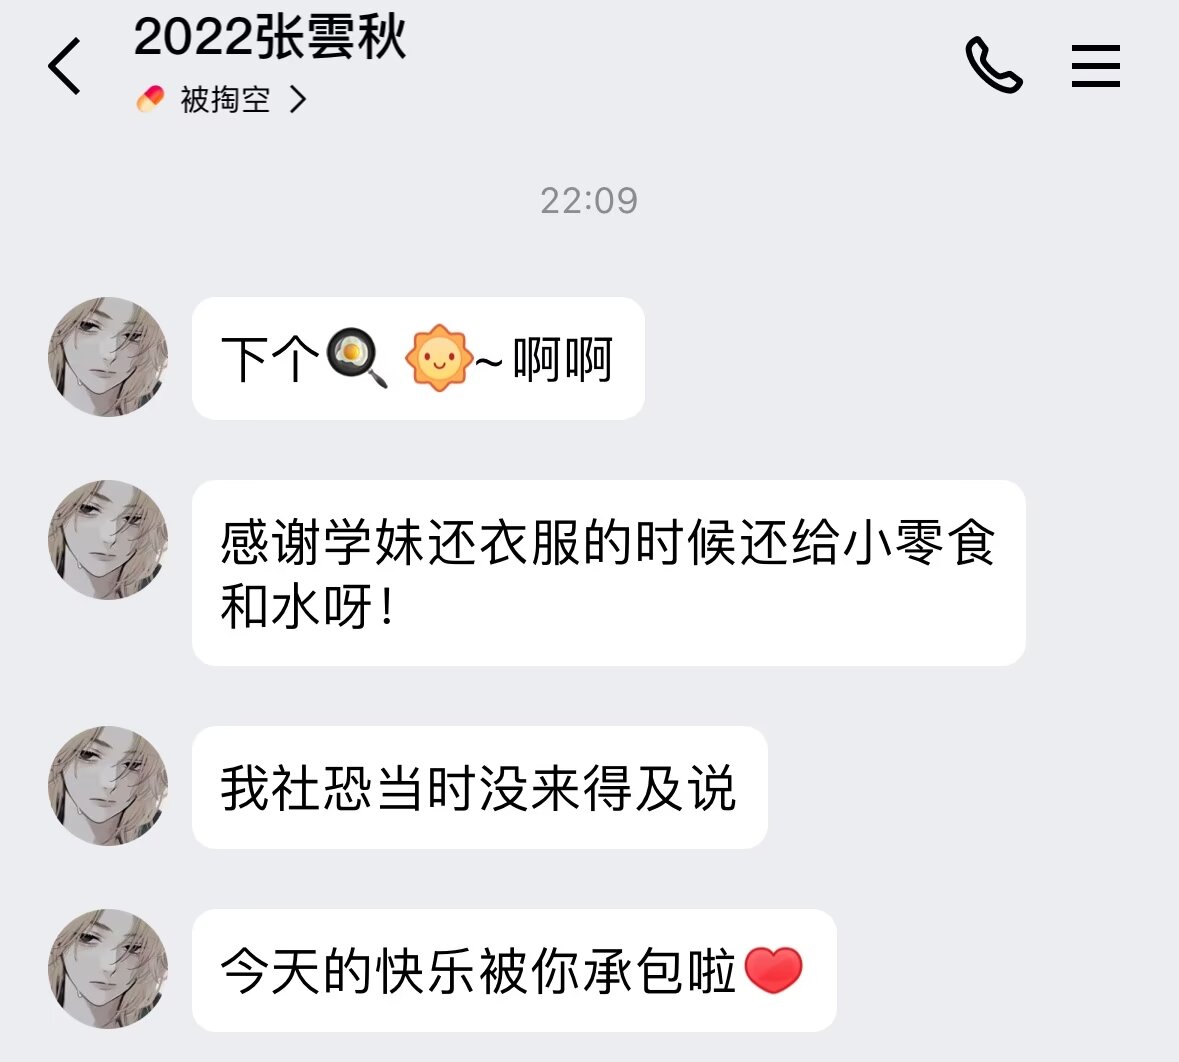 2022张雲秋
被掏空
22:09
下个🍳 🌞~啊啊
感谢学妹还衣服的时候还给小零食
和水呀！
我社恐当时没来得及说
今天的快乐被你承包啦❤️